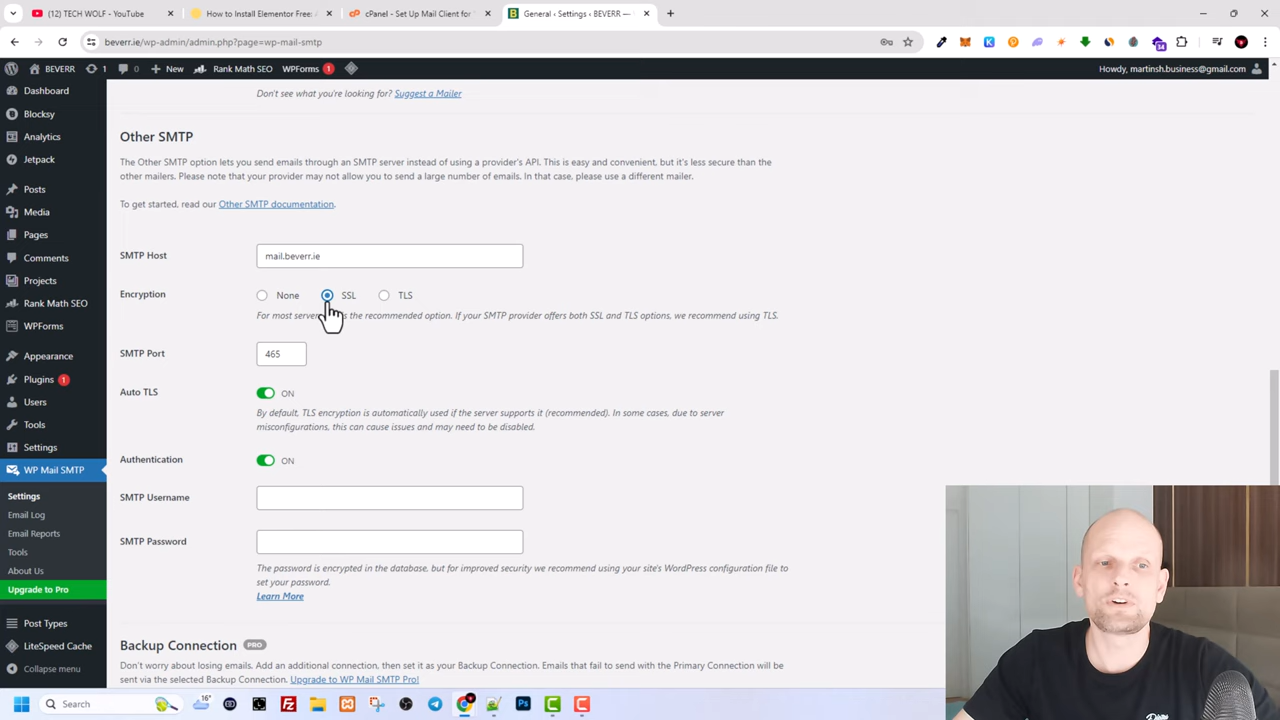 (12) TECH WOLF - YouTube
How to Install Elementor Free:
cPanel - Set Up Mail Client for
General ‹ Settings ‹ BEVERR —
beverr.ie/wp-admin/admin.php?page=wp-mail-smtp
BEVERR
1
0
+ New
Rank Math SEO
WPForms 1
Howdy, martinsh.business@gmail.com
Dashboard
Blocksy
Analytics
Jetpack
Posts
Media
Pages
Comments
Projects
Rank Math SEO
WPForms
Appearance
Plugins 1
Users
Tools
Settings
WP Mail SMTP
Settings
Email Log
Email Reports
Tools
About Us
Upgrade to Pro
Post Types
LiteSpeed Cache
Collapse menu
Don't see what you're looking for? Suggest a Mailer
Other SMTP
The Other SMTP option lets you send emails through an SMTP server instead of using a provider's API. This is easy and convenient, but it's less secure than the
other mailers. Please note that your provider may not allow you to send a large number of emails. In that case, please use a different mailer.
To get started, read our Other SMTP documentation.
SMTP Host
mail.beverr.ie
Encryption
None
SSL
TLS
For most server s the recommended option. If your SMTP provider offers both SSL and TLS options, we recommend using TLS.
SMTP Port
465
Auto TLS
ON
By default, TLS encryption is automatically used if the server supports it (recommended). In some cases, due to server
misconfigurations, this can cause issues and may need to be disabled.
Authentication
ON
SMTP Username
SMTP Password
The password is encrypted in the database, but for improved security we recommend using your site's WordPress configuration file to
set your password.
Learn More
Backup Connection PRO
Don't worry about losing emails. Add an additional connection, then set it as your Backup Connection. Emails that fail to send with the Primary Connection will be
sent via the selected Backup Connection. Upgrade to WP Mail SMTP Pro!
Search
16°